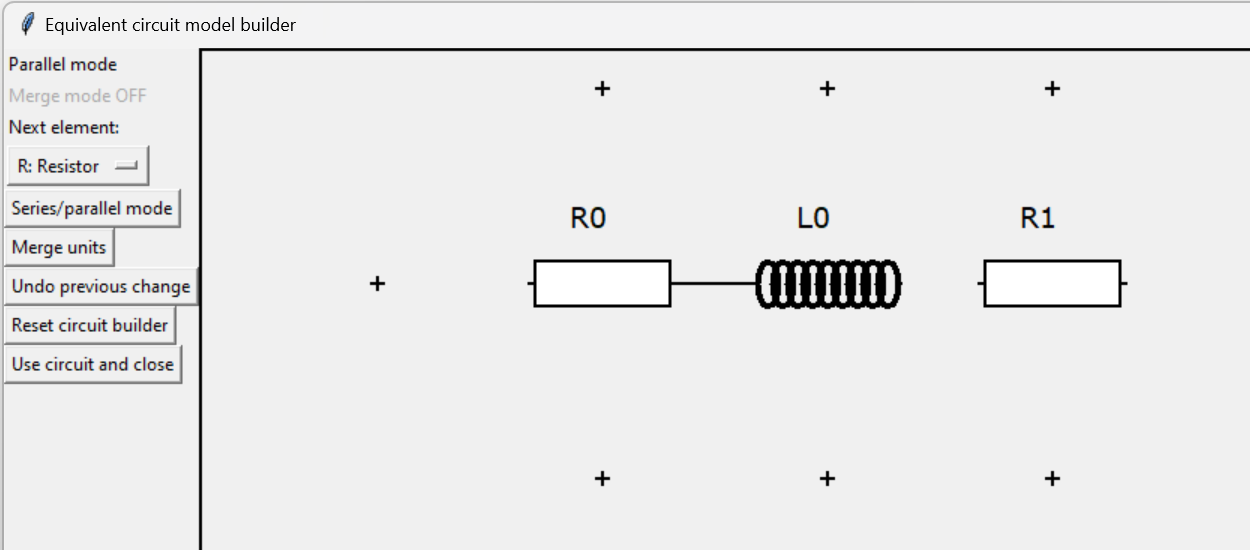 Equivalent circuit model builder
Parallel mode
Merge mode OFF
Next element:
R: Resistor
Series/parallel mode
Merge units
Undo previous change
Reset circuit builder
Use circuit and close
R0 L0 R1